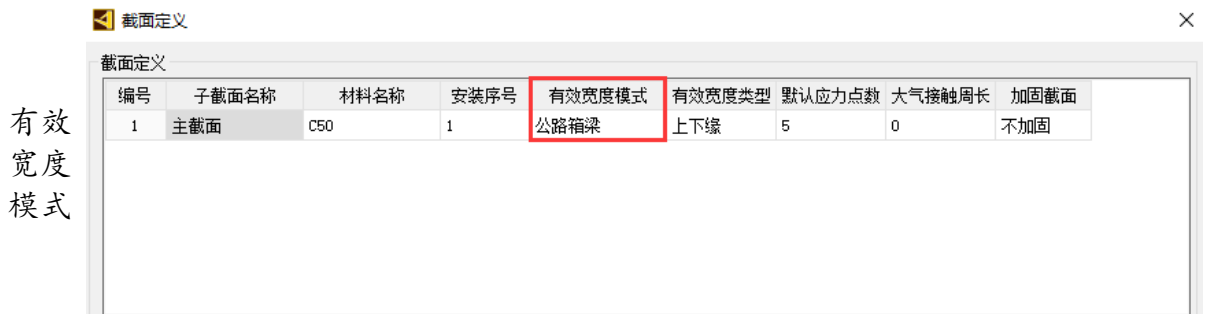 截面定义
截面定义
编号 子截面名称 材料名称 安装序号 有效宽度模式 有效宽度类型 默认应力点数 大气接触周长 加固截面
1 主截面 C50 1 公路箱梁 上下缘 5 0 不加固
有效
宽度
模式